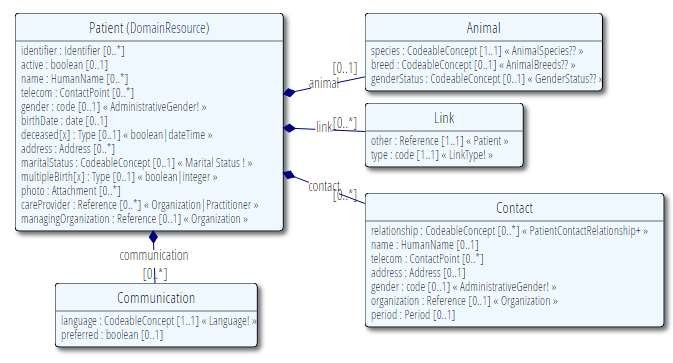 Patient (DomainResource)
identifier : Identifier [0..*]
active : boolean [0..1]
name : HumanName [0..*]
telecom : ContactPoint [0..*]
gender : code [0..1] « AdministrativeGender! »
birthDate : date [0..1]
deceased[x] : Type [0..1] « boolean|dateTime »
address : Address [0..*]
maritalStatus : CodeableConcept [0..1] « Marital Status ! »
multipleBirth[x] : Type [0..1] « boolean|integer »
photo : Attachment [0..*]
careProvider : Reference [0..*] « Organization|Practitioner »
managingOrganization : Reference [0..1] « Organization »
Animal
species : CodeableConcept [1..1] « AnimalSpecies?? »
breed : CodeableConcept [0..1] « AnimalBreeds?? »
genderStatus : CodeableConcept [0..1] « GenderStatus?? »
[0..1]
animal
Link
other : Reference [1..1] « Patient »
type : code [1..1] « LinkType! »
link
[0..*]
contact
[0..*]
Contact
relationship : CodeableConcept [0..*] « PatientContactRelationship+ »
name : HumanName [0..1]
telecom : ContactPoint [0..*]
address : Address [0..1]
gender : code [0..1] « AdministrativeGender! »
organization : Reference [0..1] « Organization »
period : Period [0..1]
communication
[0..*]
Communication
language : CodeableConcept [1..1] « Language! »
preferred : boolean [0..1]